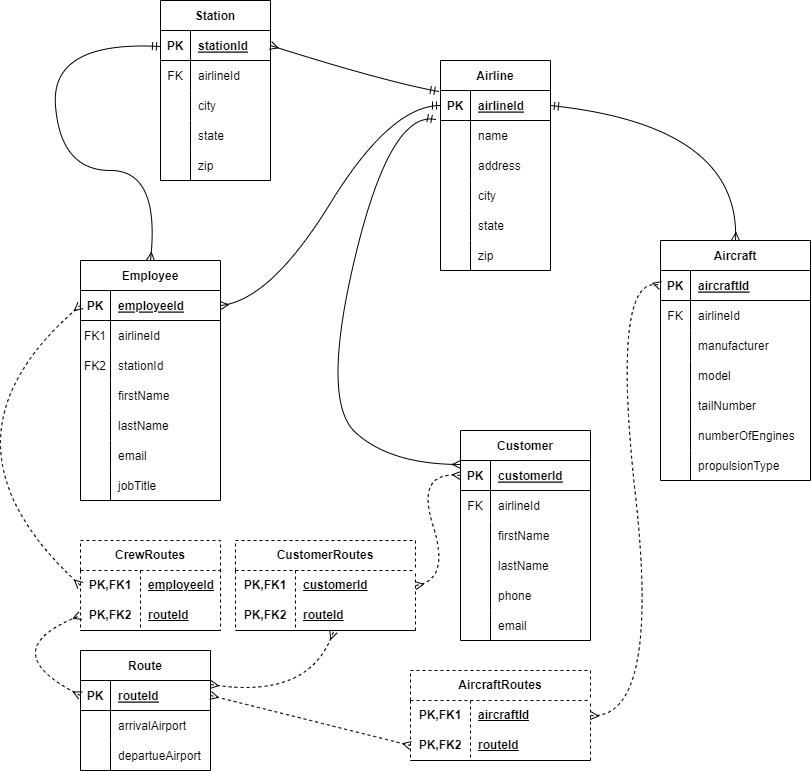 Station
PK stationId
FK airlineId
city
state
zip
Airline
PK airlineId
name
address
city
state
zip
Employee
PK employeeId
FK1 airlineId
FK2 stationId
firstName
lastName
email
jobTitle
Aircraft
PK aircraftId
FK airlineId
manufacturer
model
tailNumber
numberOfEngines
propulsionType
Customer
PK customerId
FK airlineId
firstName
lastName
phone
email
CrewRoutes
PK,FK1 employeeId
PK,FK2 routeId
CustomerRoutes
PK,FK1 customerId
PK,FK2 routeId
Route
PK routeId
arrivalAirport
departueAirport
AircraftRoutes
PK,FK1 aircraftId
PK,FK2 routeId